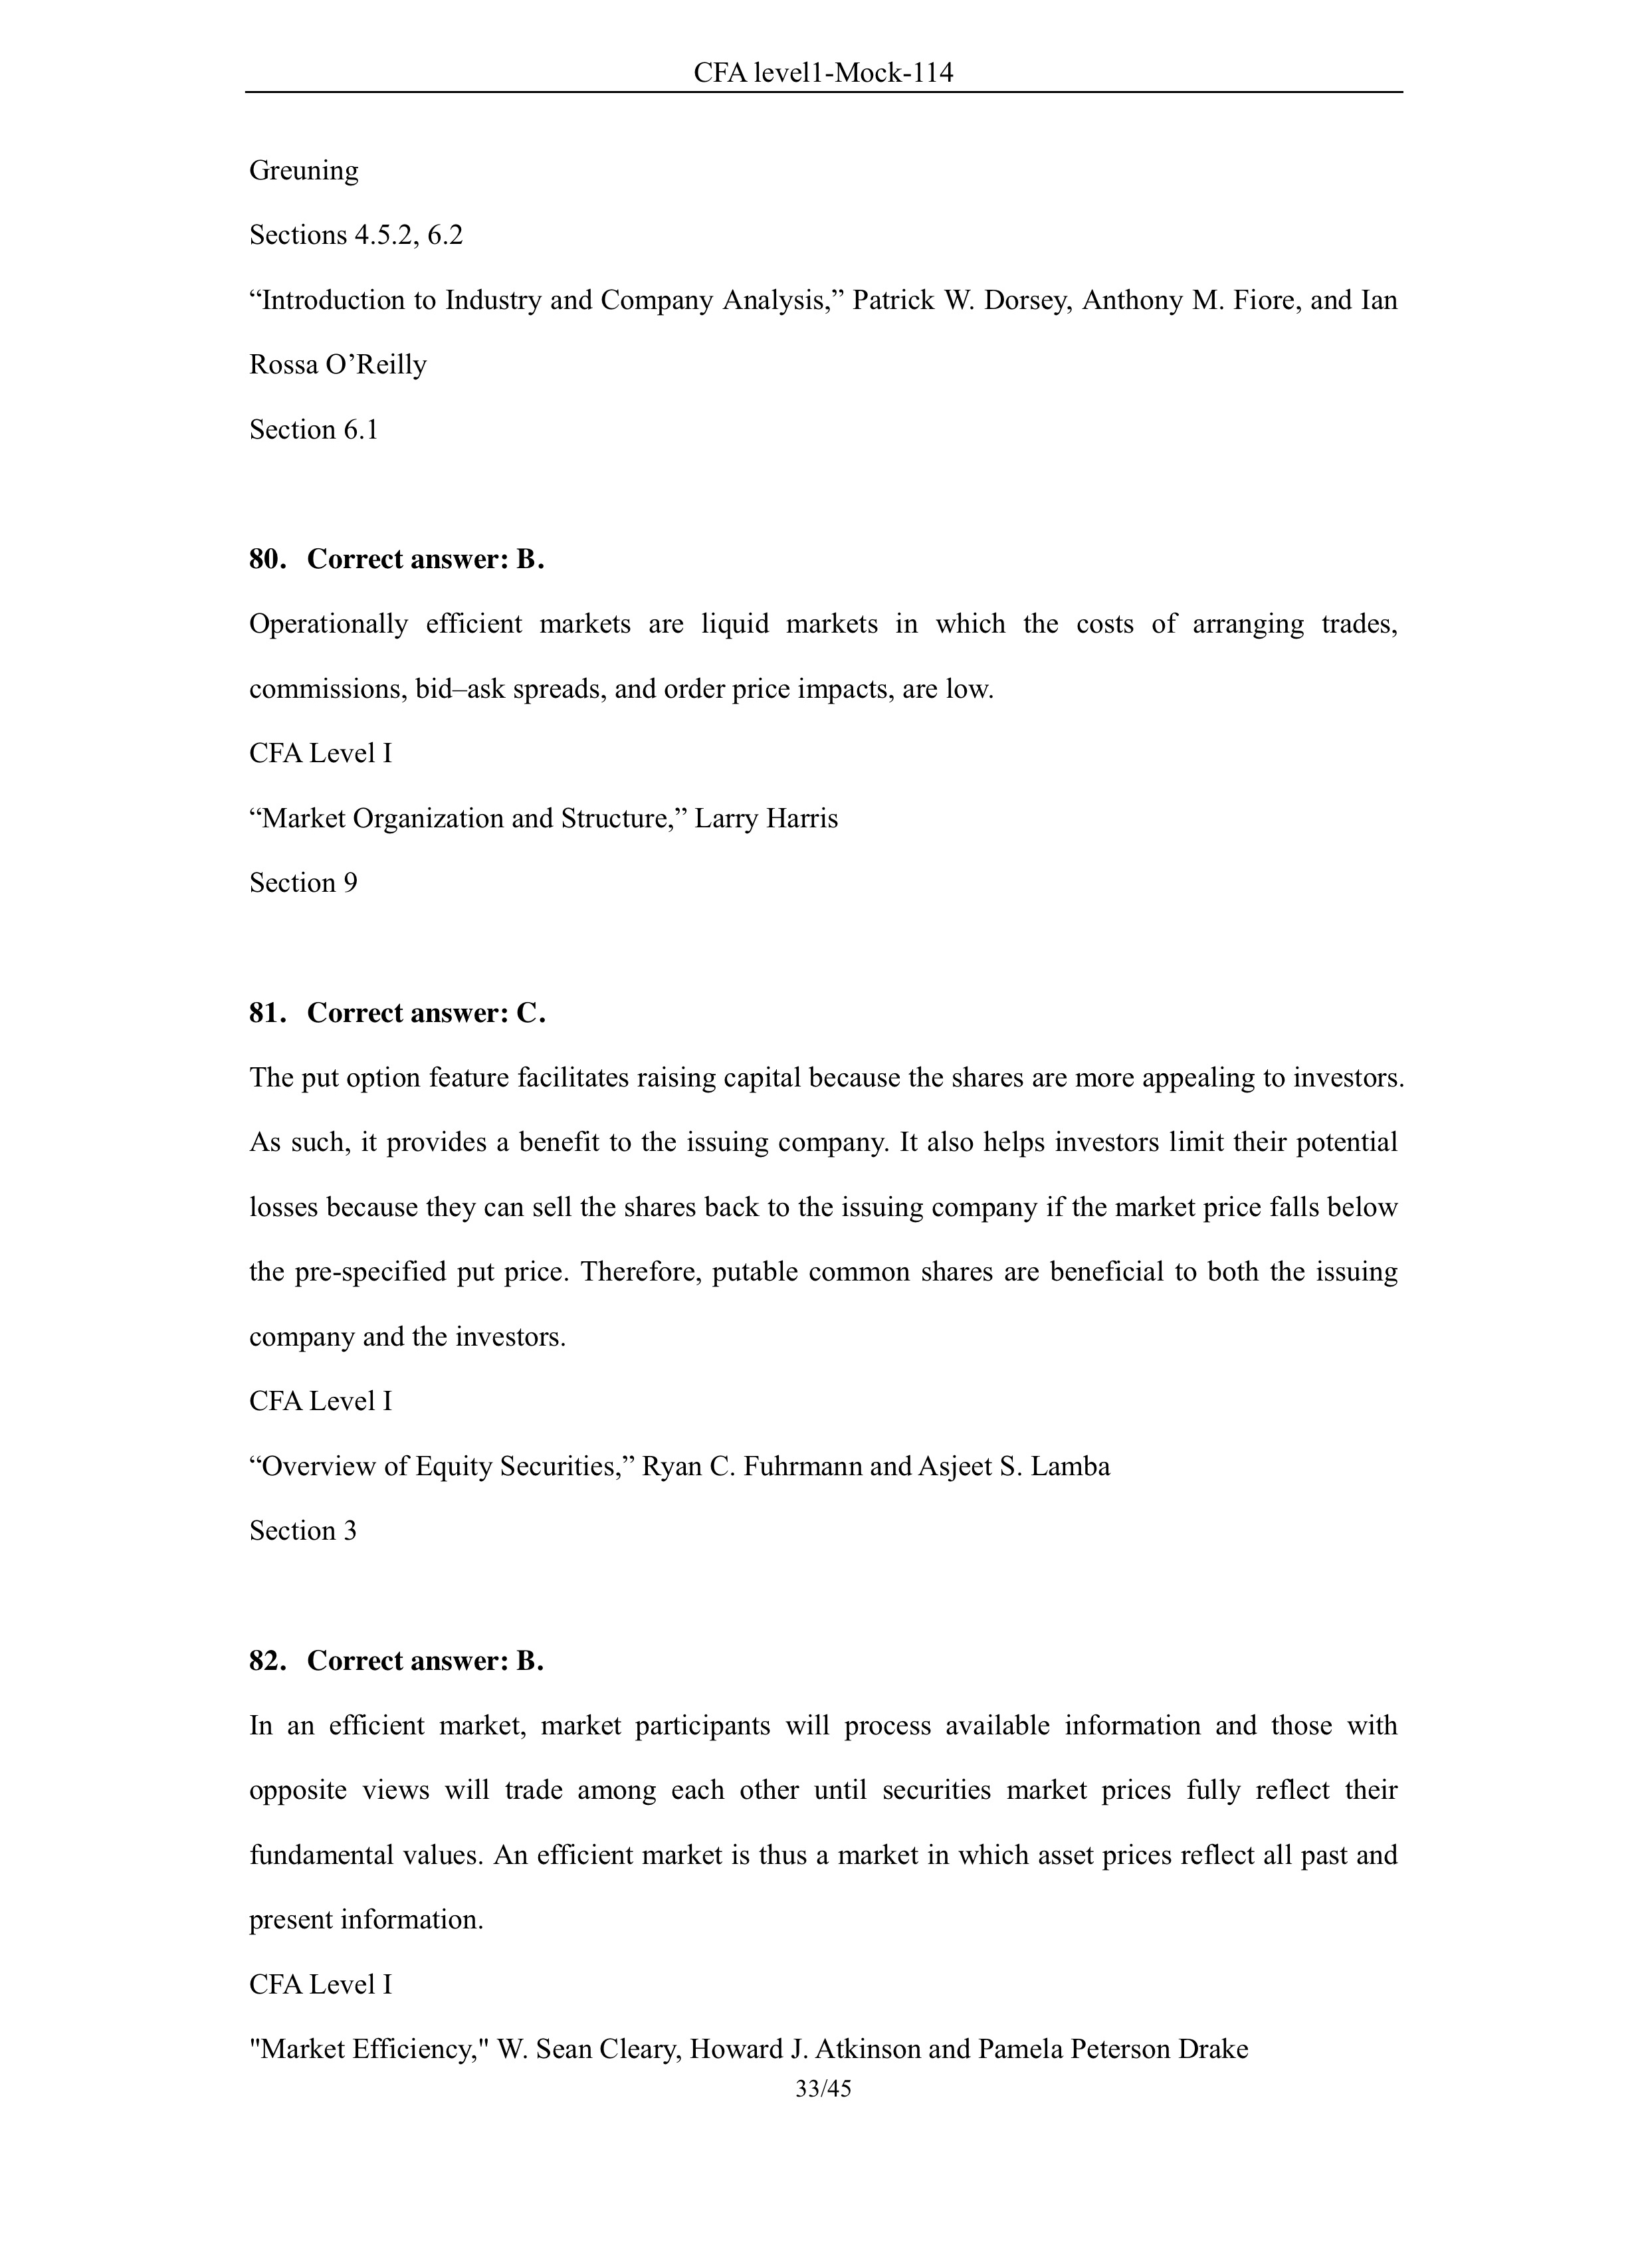 CFA level1-Mock-114
Greuning
Sections 4.5.2, 6.2
“Introduction to Industry and Company Analysis,” Patrick W. Dorsey, Anthony M. Fiore, and Ian
Rossa O’Reilly
Section 6.1
80. Correct answer: B.
Operationally efficient markets are liquid markets in which the costs of arranging trades,
commissions, bid–ask spreads, and order price impacts, are low.
CFA Level I
“Market Organization and Structure,” Larry Harris
Section 9
81. Correct answer: C.
The put option feature facilitates raising capital because the shares are more appealing to investors.
As such, it provides a benefit to the issuing company. It also helps investors limit their potential
losses because they can sell the shares back to the issuing company if the market price falls below
the pre-specified put price. Therefore, putable common shares are beneficial to both the issuing
company and the investors.
CFA Level I
“Overview of Equity Securities,” Ryan C. Fuhrmann and Asjeet S. Lamba
Section 3
82. Correct answer: B.
In an efficient market, market participants will process available information and those with
opposite views will trade among each other until securities market prices fully reflect their
fundamental values. An efficient market is thus a market in which asset prices reflect all past and
present information.
CFA Level I
"Market Efficiency," W. Sean Cleary, Howard J. Atkinson and Pamela Peterson Drake
33/45